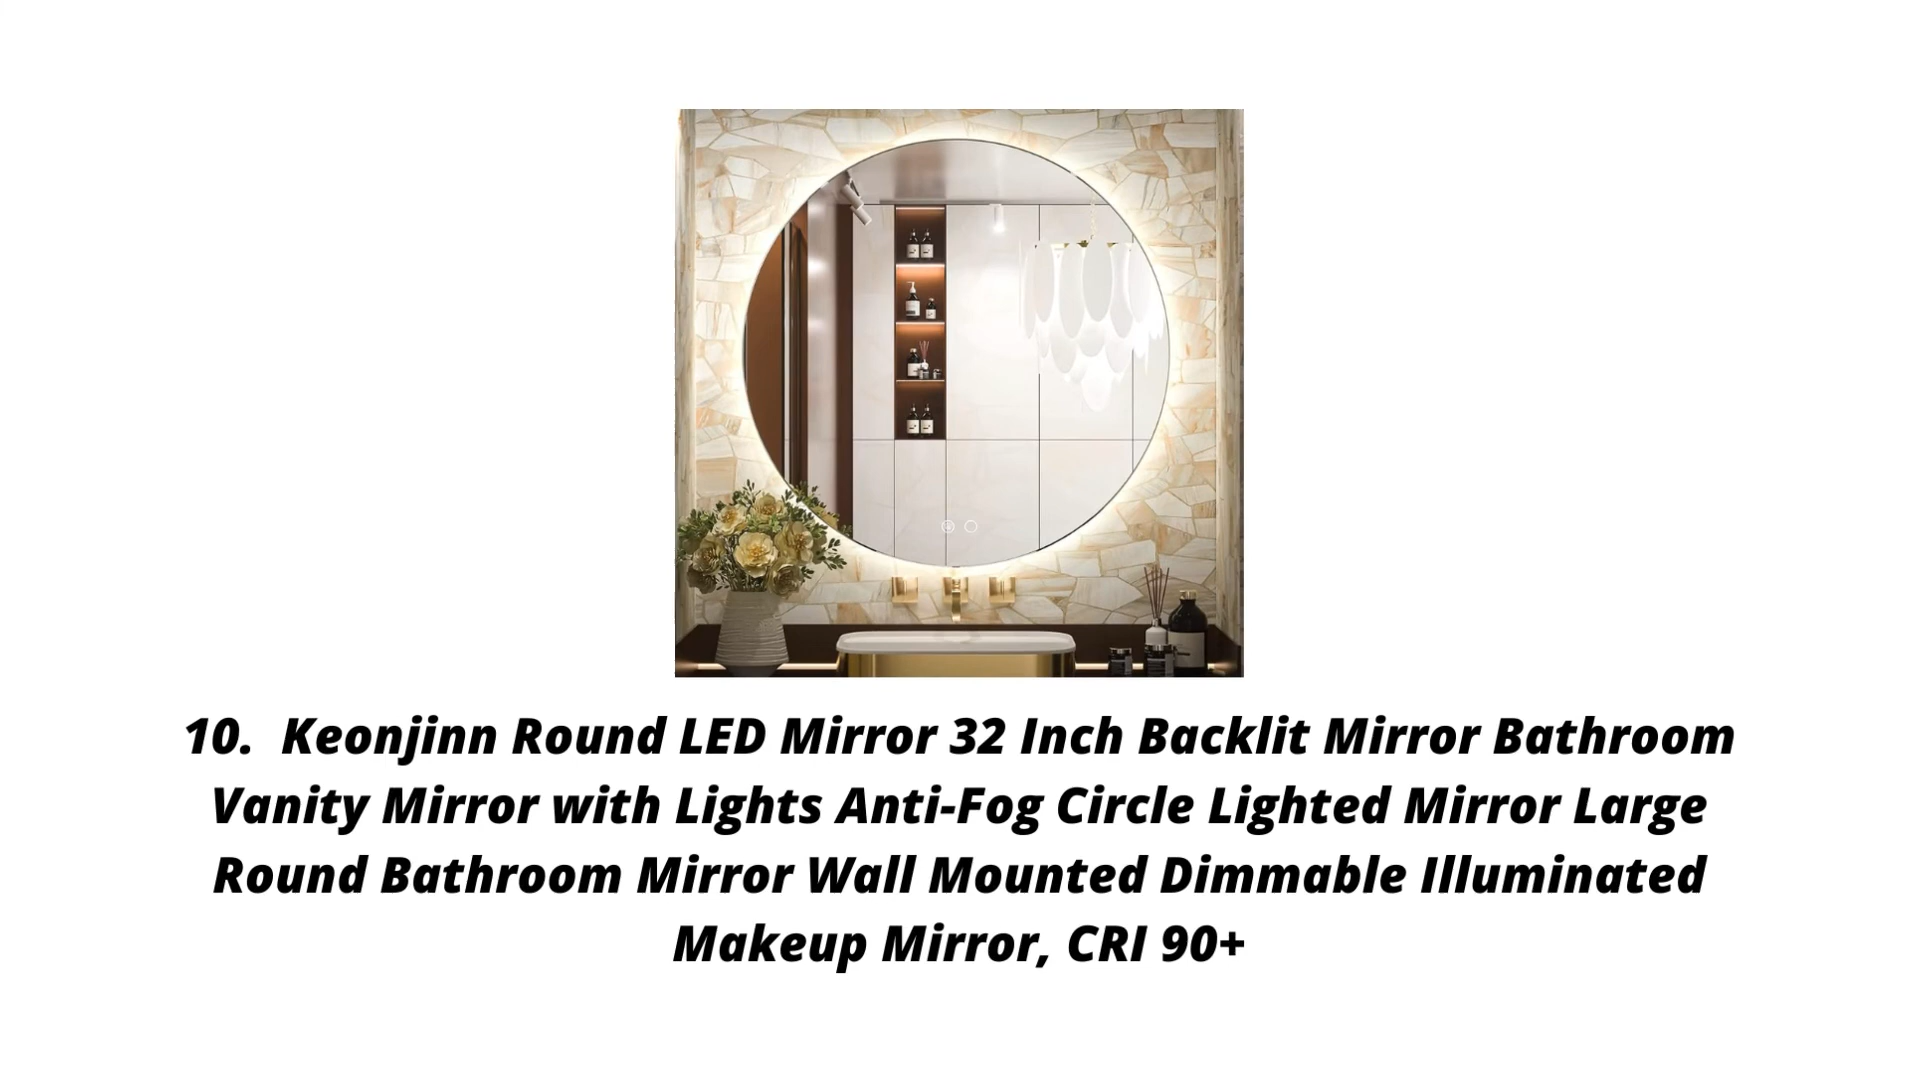 10. Keonjinn Round LED Mirror 32 Inch Backlit Mirror Bathroom
Vanity Mirror with Lights Anti-Fog Circle Lighted Mirror Large
Round Bathroom Mirror Wall Mounted Dimmable Illuminated
Makeup Mirror, CRI 90+